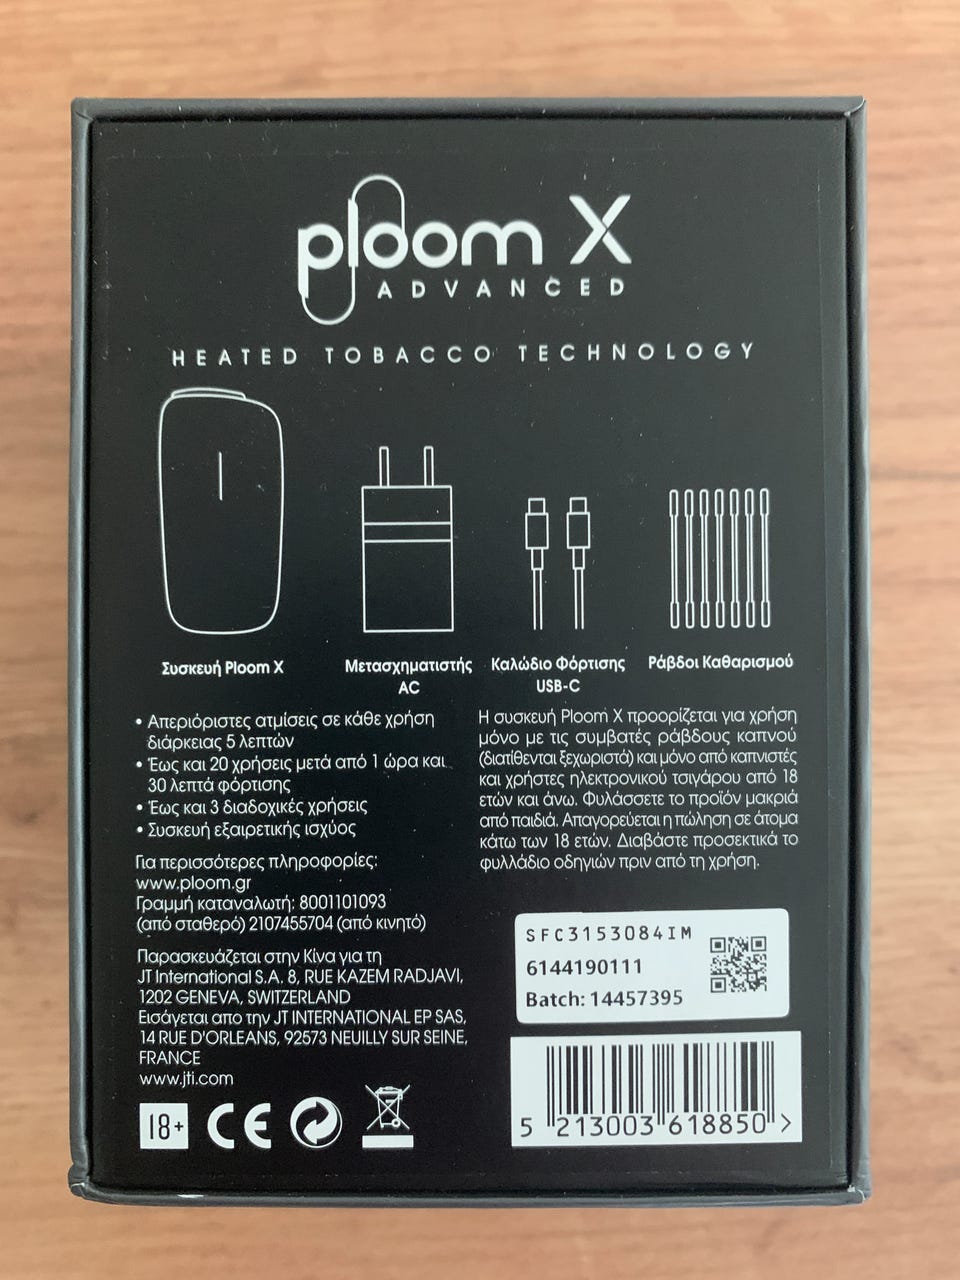 ploom X
ADVANCED
HEATED TOBACCO TECHNOLOGY
Συσκευή Ploom X
Μετασχηματιστής
AC
Καλώδιο Φόρτισης
USB-C
Ράβδοι Καθαρισμού
• Απεριόριστες ατμίσεις σε κάθε χρήση
διάρκειας 5 λεπτών
• Έως και 20 χρήσεις μετά από 1 ώρα και
30 λεπτά φόρτισης
• Έως και 3 διαδοχικές χρήσεις
• Συσκευή εξαιρετικής ισχύος
Για περισσότερες πληροφορίες:
www.ploom.gr
Γραμμή καταναλωτή: 8001101093
(από σταθερό) 2107455704 (από κινητό)
Παρασκευάζεται στην Κίνα για τη
JT International S.A. 8, RUE KAZEM RADJAVI,
1202 GENEVA, SWITZERLAND
Εισάγεται απο την JT INTERNATIONAL EP SAS,
14 RUE D'ORLEANS, 92573 NEUILLY SUR SEINE,
FRANCE
www.jti.com
18+
CE
Η συσκευή Ploom X προορίζεται για χρήση
μόνο με τις συμβατές ράβδους καπνού
(διατίθενται ξεχωριστά) και μόνο από καπνιστές
και χρήστες ηλεκτρονικού τσιγάρου από 18
ετών και άνω. Φυλάσσετε το προϊόν μακριά
από παιδιά. Απαγορεύεται η πώληση σε άτομα
κάτω των 18 ετών. Διαβάστε προσεκτικά το
φυλλάδιο οδηγιών πριν από τη χρήση.
SFC3153084IM
6144190111
Batch: 14457395
5 213003 618850 >